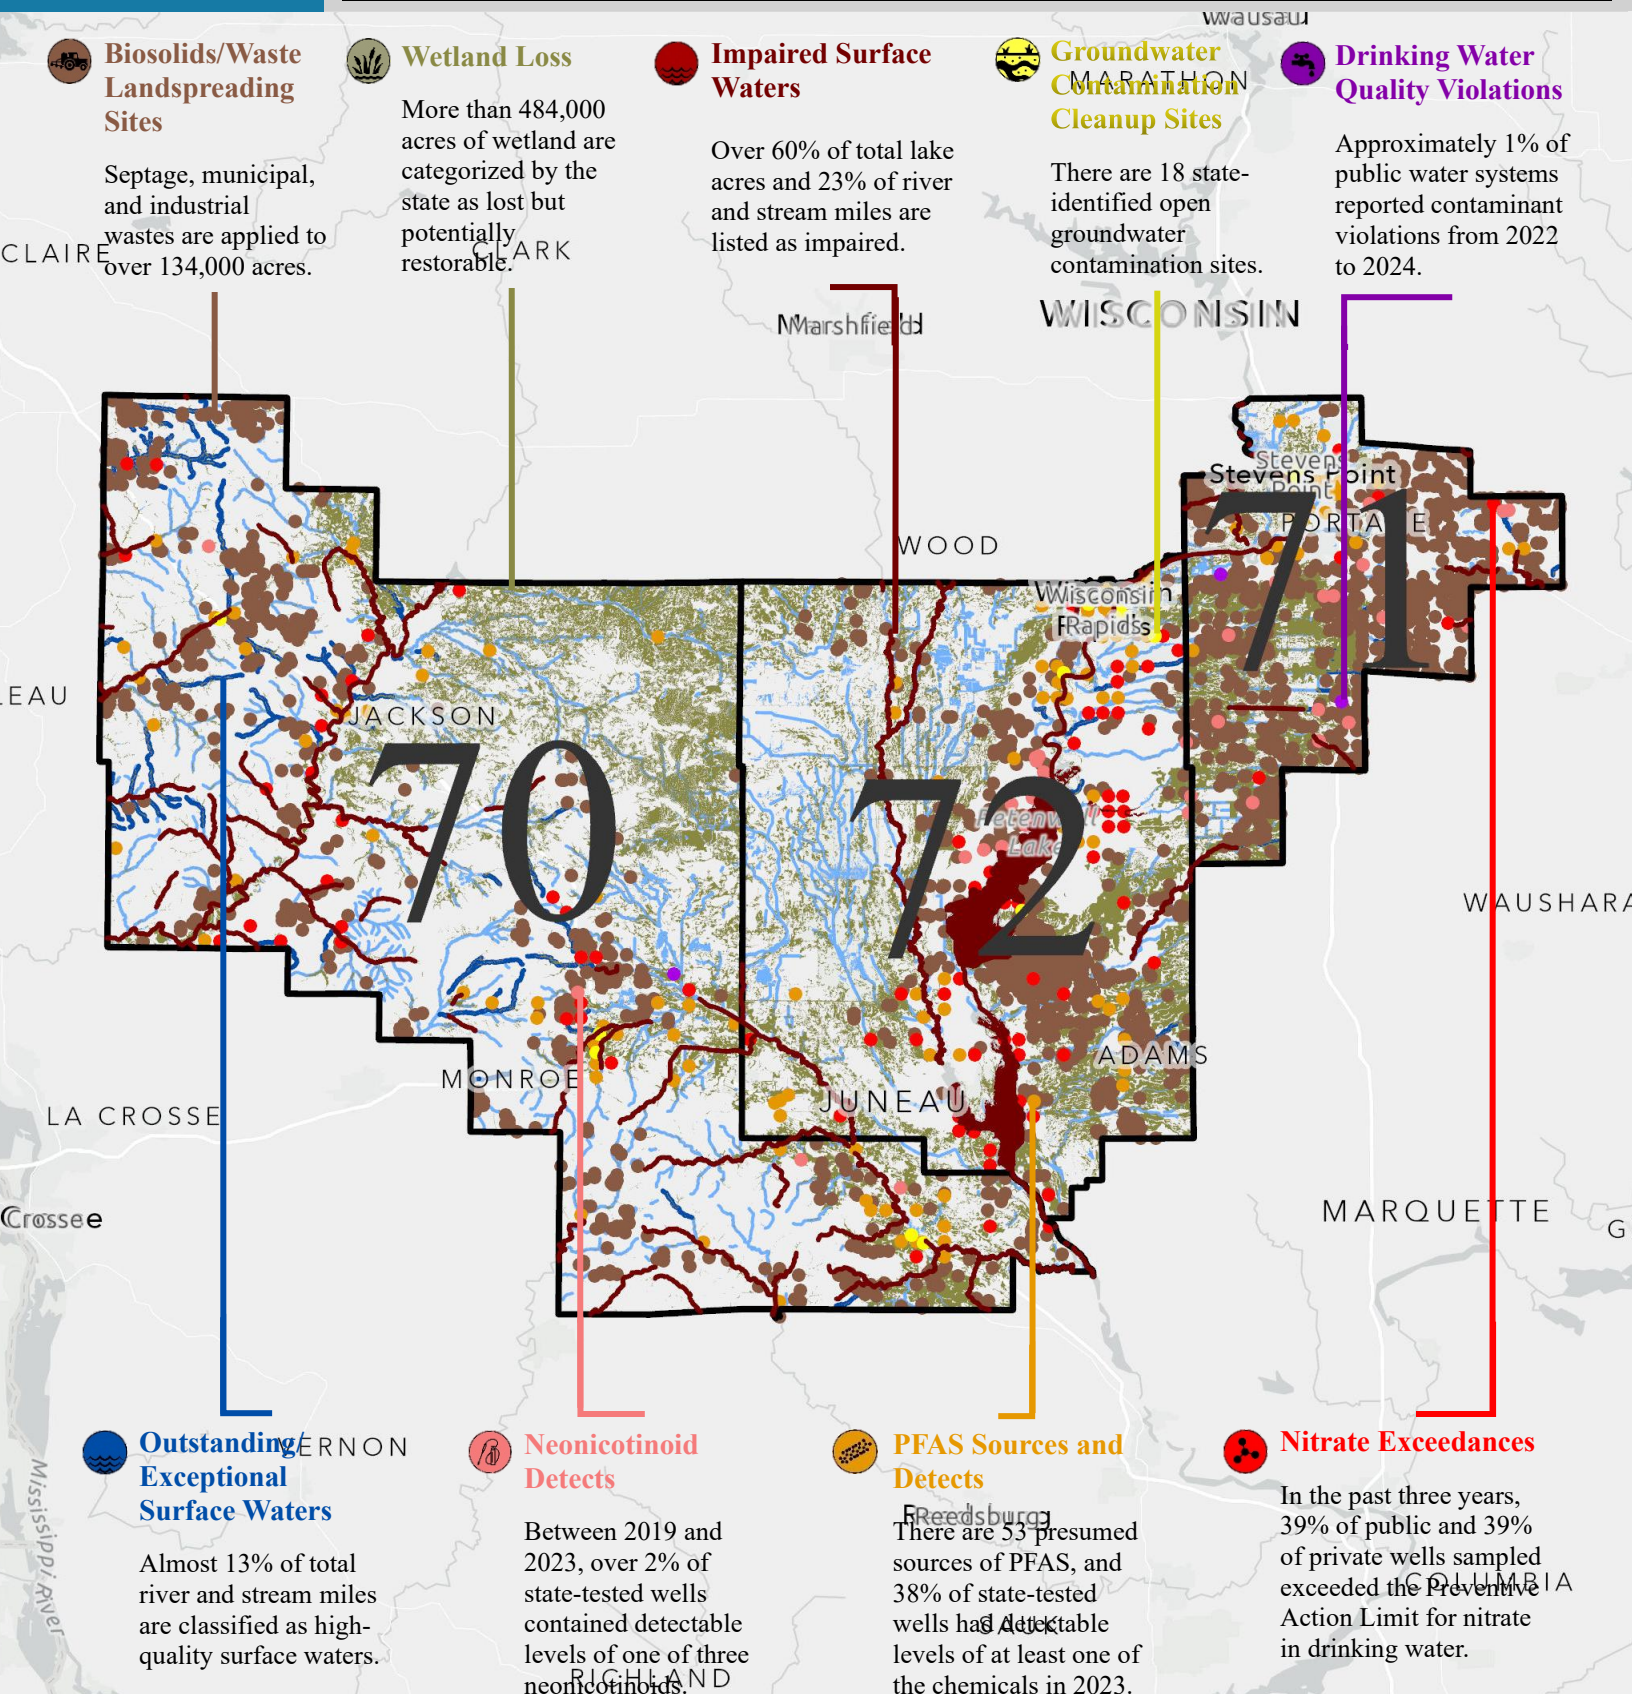 Wausau
Biosolids/Waste
Landspreading
Sites
Septage, municipal,
and industrial
wastes are applied to
over 134,000 acres.
Wetland Loss
More than 484,000
acres of wetland are
categorized by the
state as lost but
potentially
restorable.
Impaired Surface
Waters
Over 60% of total lake
acres and 23% of river
and stream miles are
listed as impaired.
Groundwater
Contamination
Cleanup Sites
There are 18 state-
identified open
groundwater
contamination sites.
Drinking Water
Quality Violations
Approximately 1% of
public water systems
reported contaminant
violations from 2022
to 2024.
MARATHON
CLAIRE
CLARK
Marshfield
WISCONSIN
Stevens
Point
Stevens Point
PORTAGE
71
WOOD
Wisconsin
Rapids
LEAU
JACKSON
70
72
Petenwell
Lake
WAUSHARA
ADAMS
MONROE
JUNEAU
LA CROSSE
Crosse
MARQUETTE
G
Outstanding/
Exceptional
Surface Waters
Almost 13% of total
river and stream miles
are classified as high-
quality surface waters.
VERNON
Mississippi River
Neonicotinoid
Detects
Between 2019 and
2023, over 2% of
state-tested wells
contained detectable
levels of one of three
neonicotinoids.
RICHLAND
PFAS Sources and
Detects
Reedsburg
There are 53 presumed
sources of PFAS, and
38% of state-tested
wells had detectable
levels of at least one of
the chemicals in 2023.
SAUK
Nitrate Exceedances
In the past three years,
39% of public and 39%
of private wells sampled
exceeded the Preventive
Action Limit for nitrate
in drinking water.
COLUMBIA